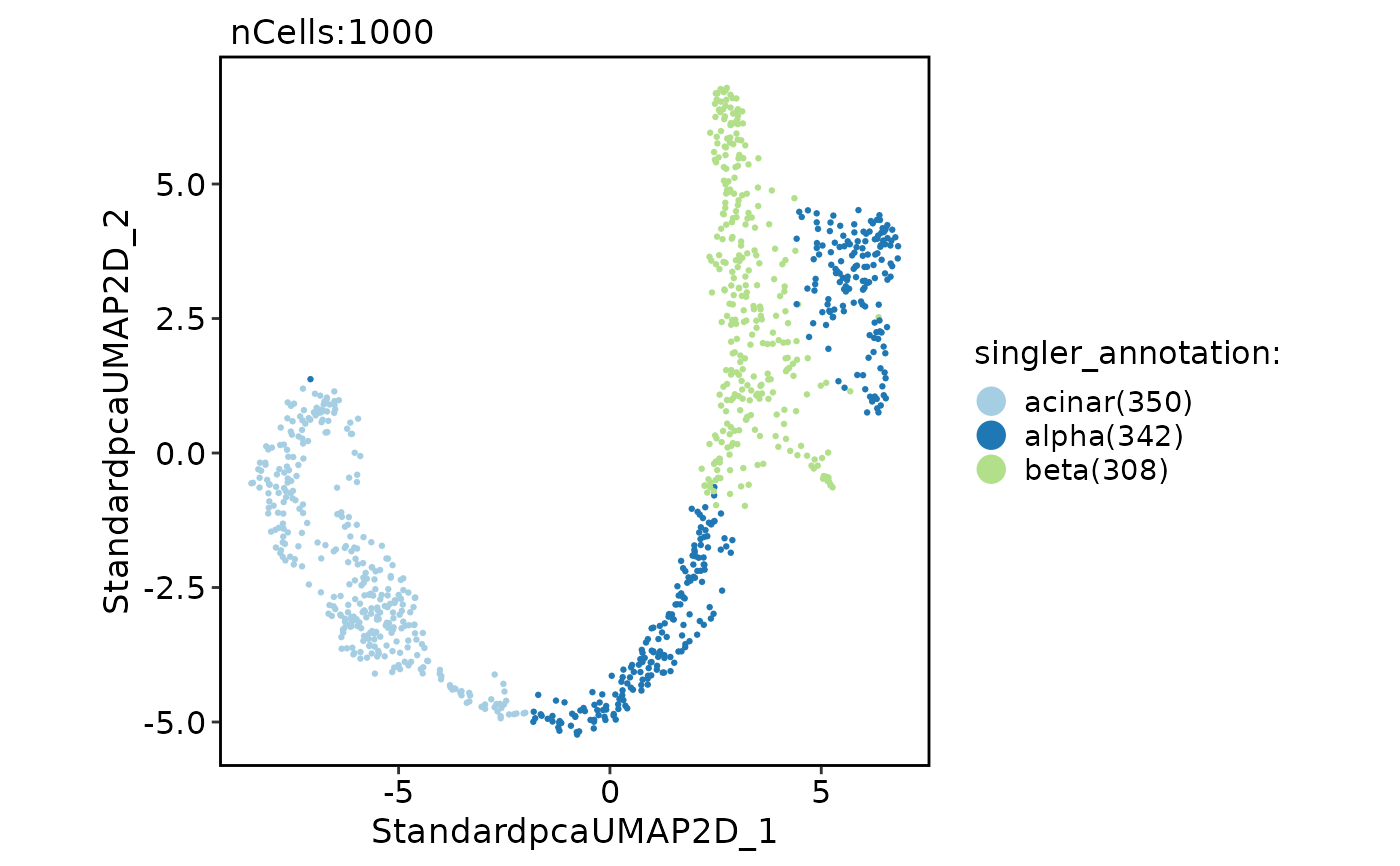 nCells:1000
StandardpcaUMAP2D_2
5.0
2.5
0.0
-2.5
-5.0
-5
0
5
StandardpcaUMAP2D_1
singler_annotation:
acinar(350)
alpha(342)
beta(308)